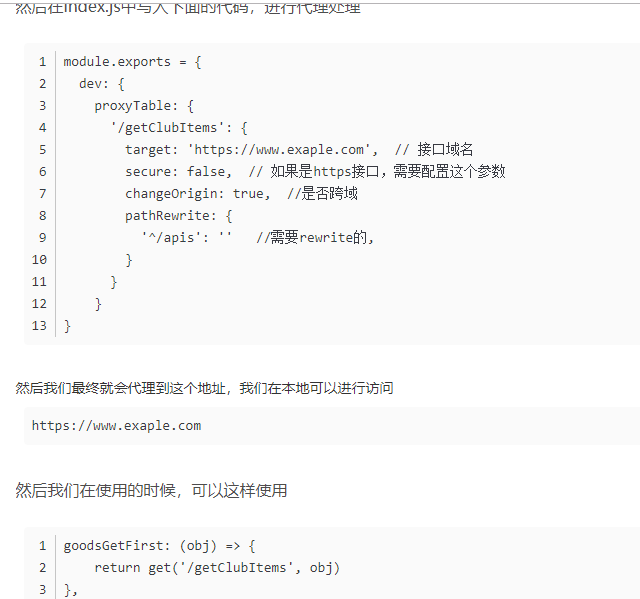 然后在index.js中写入下面的代码，进行代理处理
1 module.exports = {
2   dev: {
3     proxyTable: {
4       '/getClubItems': {
5         target: 'https://www.exaple.com',  // 接口域名
6         secure: false,  // 如果是https接口，需要配置这个参数
7         changeOrigin: true,  //是否跨域
8         pathRewrite: {
9           '^/apis': ''   //需要rewrite的,
10         }
11       }
12     }
13 }
然后我们最终就会代理到这个地址，我们在本地可以进行访问
https://www.exaple.com
然后我们在使用的时候，可以这样使用
1 goodsGetFirst: (obj) => {
2     return get('/getClubItems', obj)
3 },